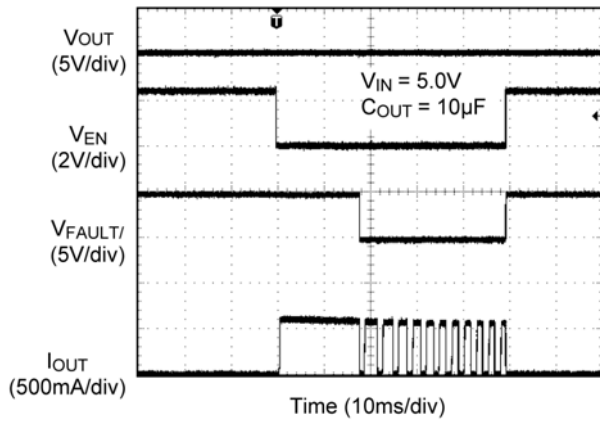 T
VOUT
(5V/div)
VIN = 5.0V
COUT = 10µF
VEN
(2V/div)
VFAULT/
(5V/div)
IOUT
(500mA/div)
Time (10ms/div)